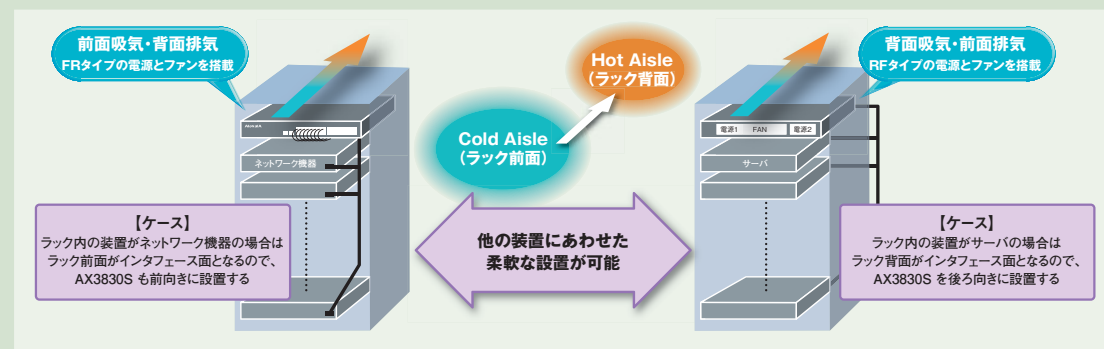 前面吸気・背面排気
FRタイプの電源とファンを搭載
Hot Aisle
（ラック背面）
Cold Aisle
（ラック前面）
背面吸気・前面排気
RFタイプの電源とファンを搭載
ネットワーク機器
電源1 FAN 電源2
サーバ
【ケース】
ラック内の装置がネットワーク機器の場合は
ラック前面がインタフェース面となるので、
AX3830S も前向きに設置する
他の装置にあわせた
柔軟な設置が可能
【ケース】
ラック内の装置がサーバの場合は
ラック背面がインタフェース面となるので、
AX3830S を後ろ向きに設置する